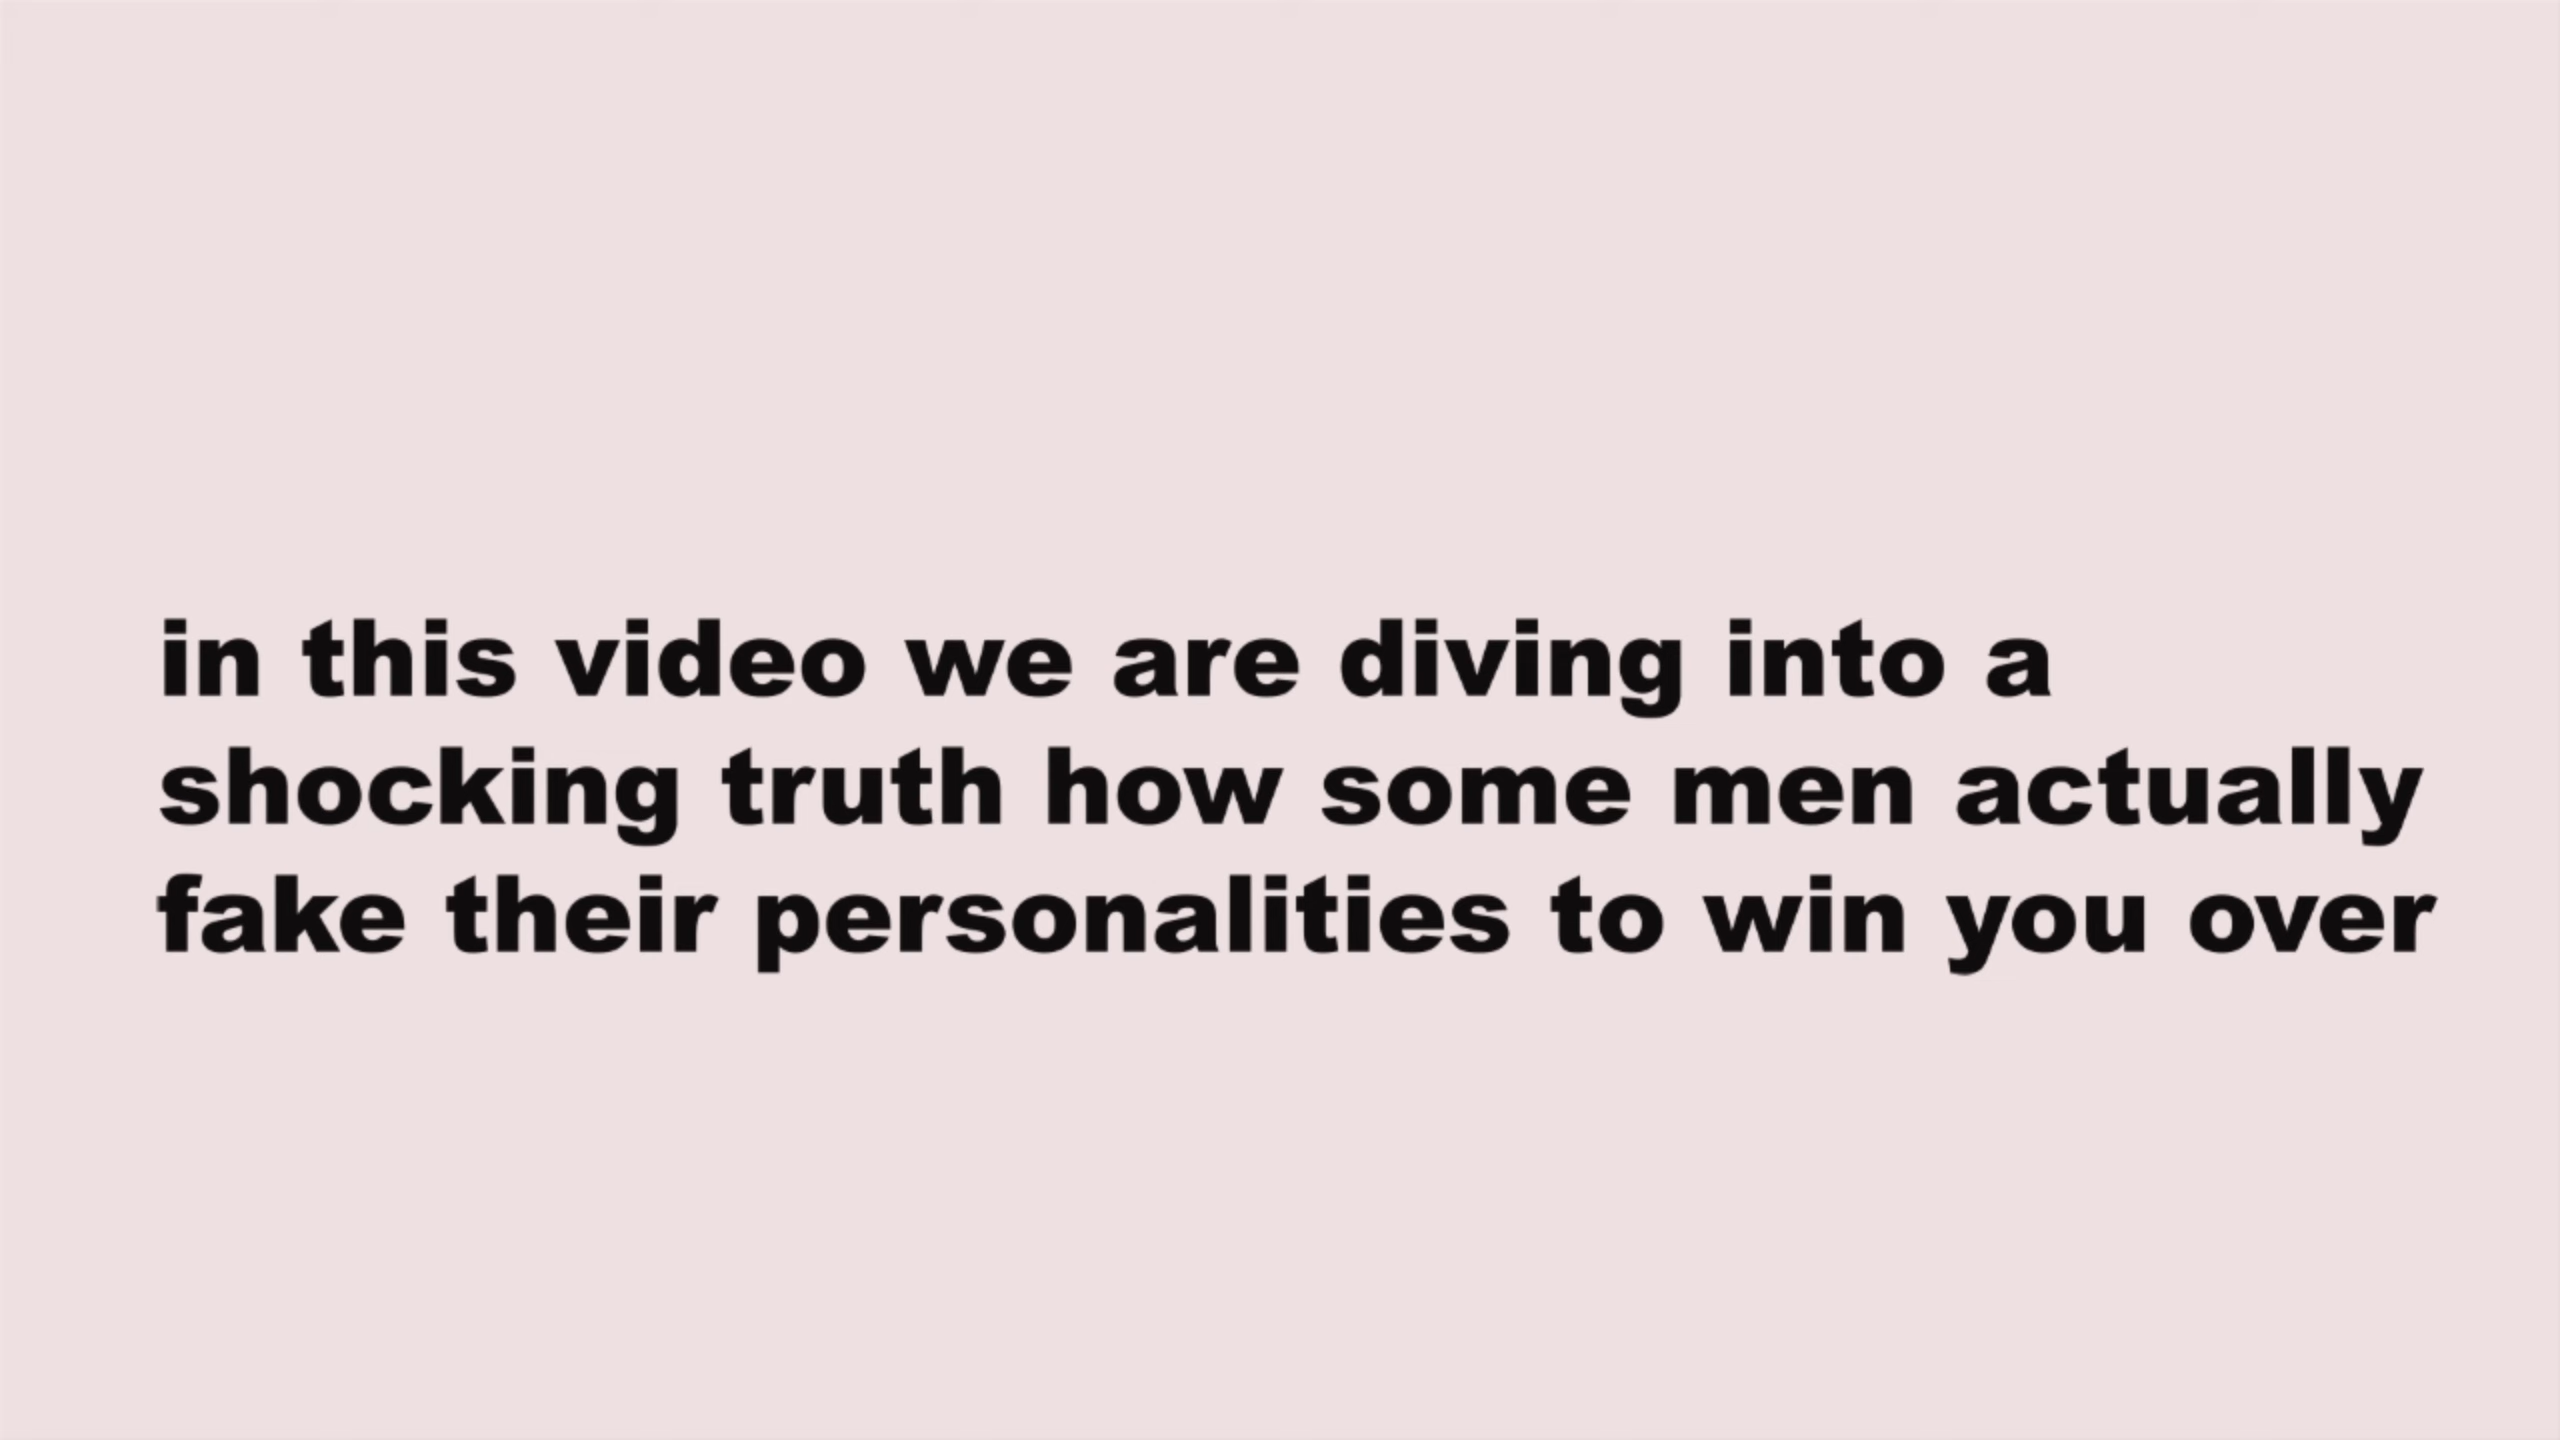 in this video we are diving into a
shocking truth how some men actually
fake their personalities to win you over